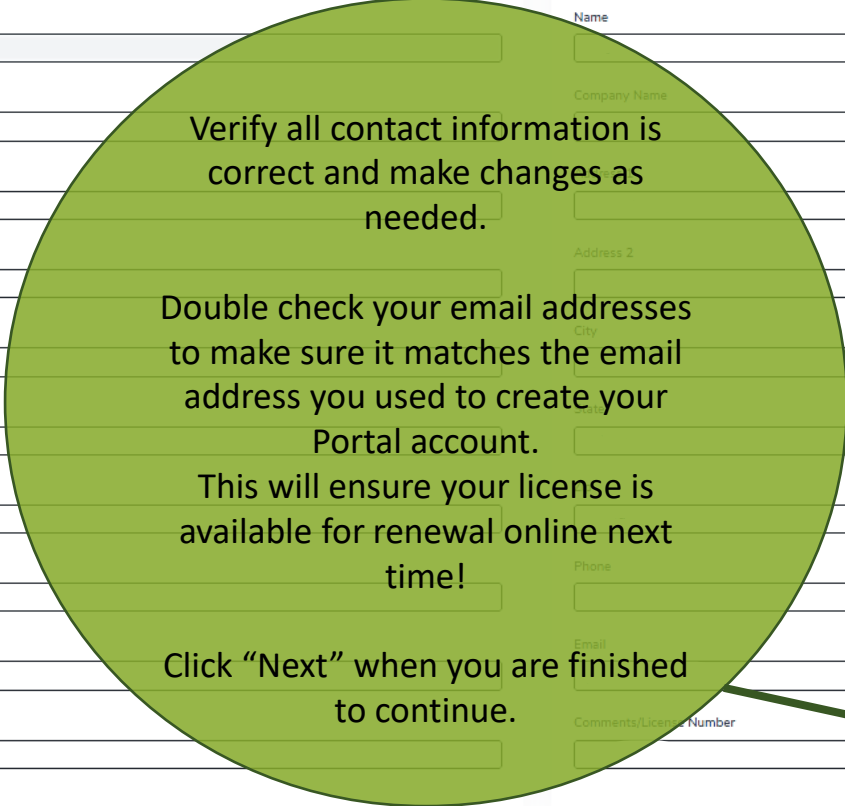 Name
Company Name
Verify all contact information is
correct and make changes as
needed.
Address 2
Double check your email addresses
to make sure it matches the email
City
address you used to create your
State
Portal account.
This will ensure your license is
available for renewal online next
time!
Phone
Email
Click “Next” when you are finished
to continue.
Comments/License Number